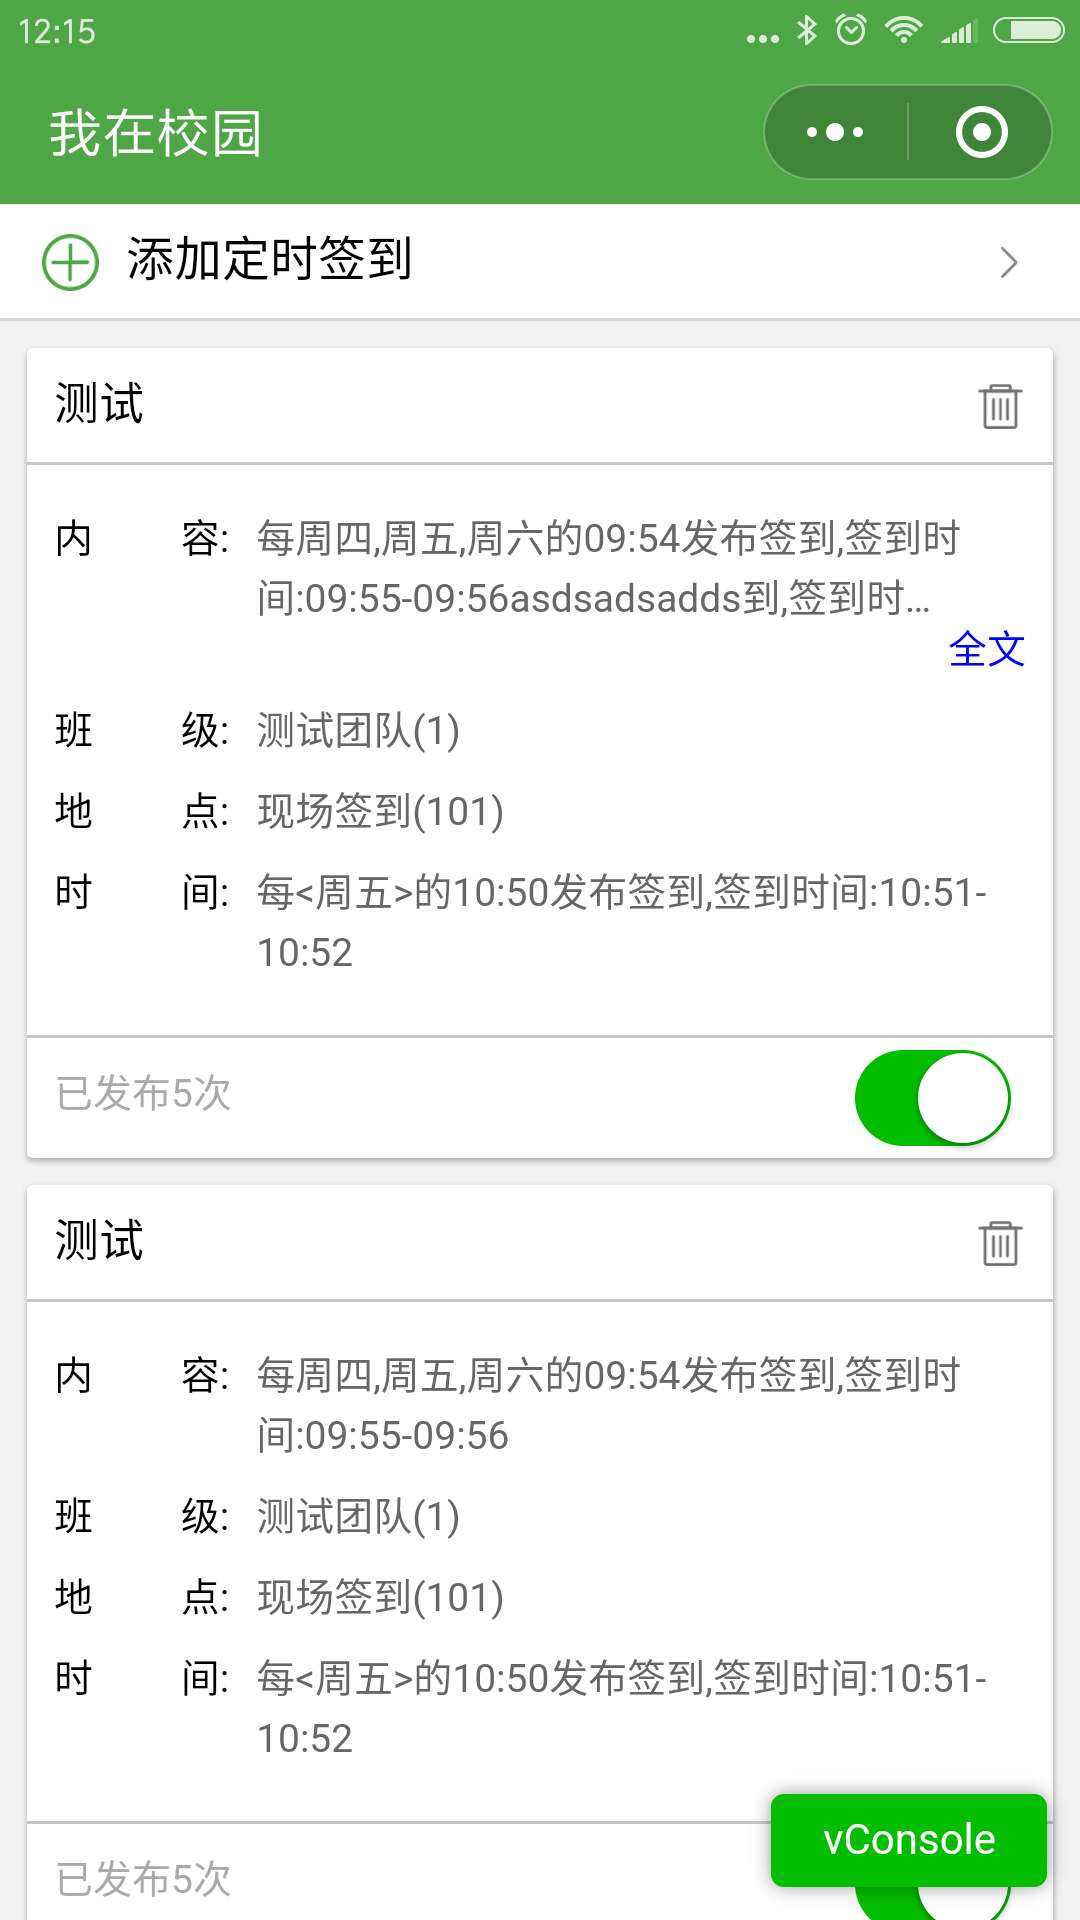 12:15
我在校园
添加定时签到
测试
内 容: 每周四,周五,周六的09:54发布签到,签到时
间:09:55-09:56asdsadsadds到,签到时...
全文
班 级: 测试团队(1)
地 点: 现场签到(101)
时 间: 每<周五>的10:50发布签到,签到时间:10:51-
10:52
已发布5次
测试
内 容: 每周四,周五,周六的09:54发布签到,签到时
间:09:55-09:56
班 级: 测试团队(1)
地 点: 现场签到(101)
时 间: 每<周五>的10:50发布签到,签到时间:10:51-
10:52
vConsole
已发布5次